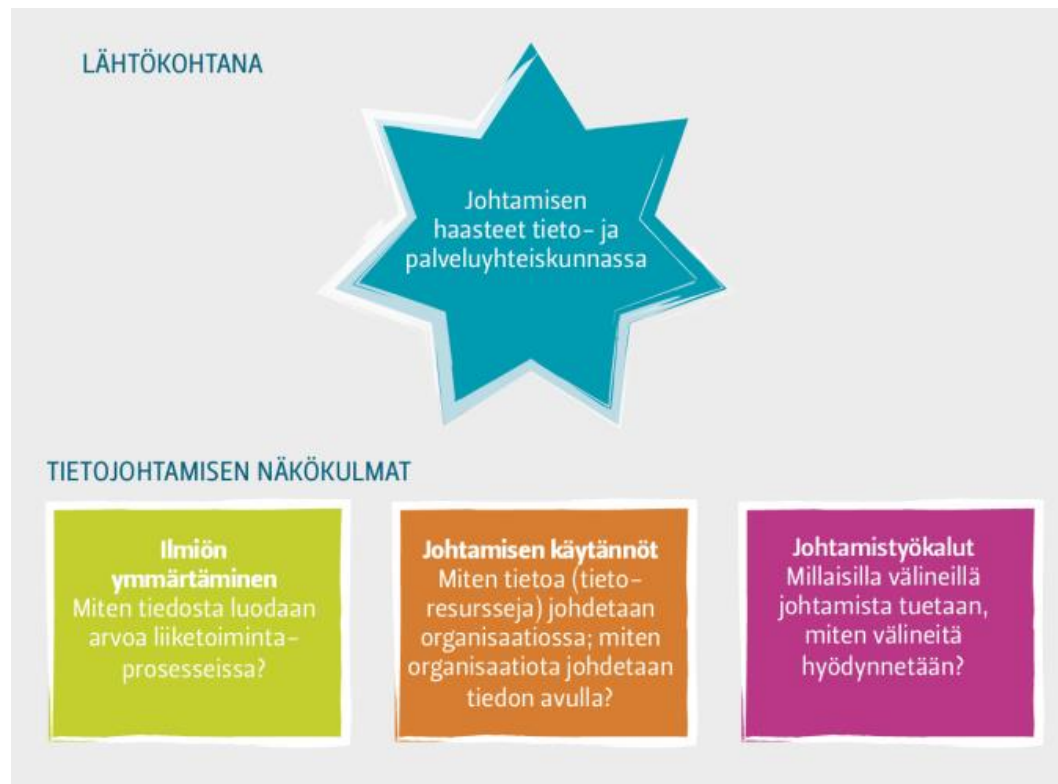 LÄHTÖKOHTANA
Johtamisen
haasteet tieto- ja
palveluyhteiskunnassa
TIETOJOHTAMISEN NÄKÖKULMAT
Ilmiön
ymmärtäminen
Miten tiedosta luodaan
arvoa liiketoiminta-
prosesseissa?
Johtamisen käytännöt
Miten tietoa (tieto-
resursseja) johdetaan
organisaatiossa; miten
organisaatiota johdetaan
tiedon avulla?
Johtamistyökalut
Millaisilla välineillä
johtamista tuetaan,
miten välineitä
hyödynnetään?